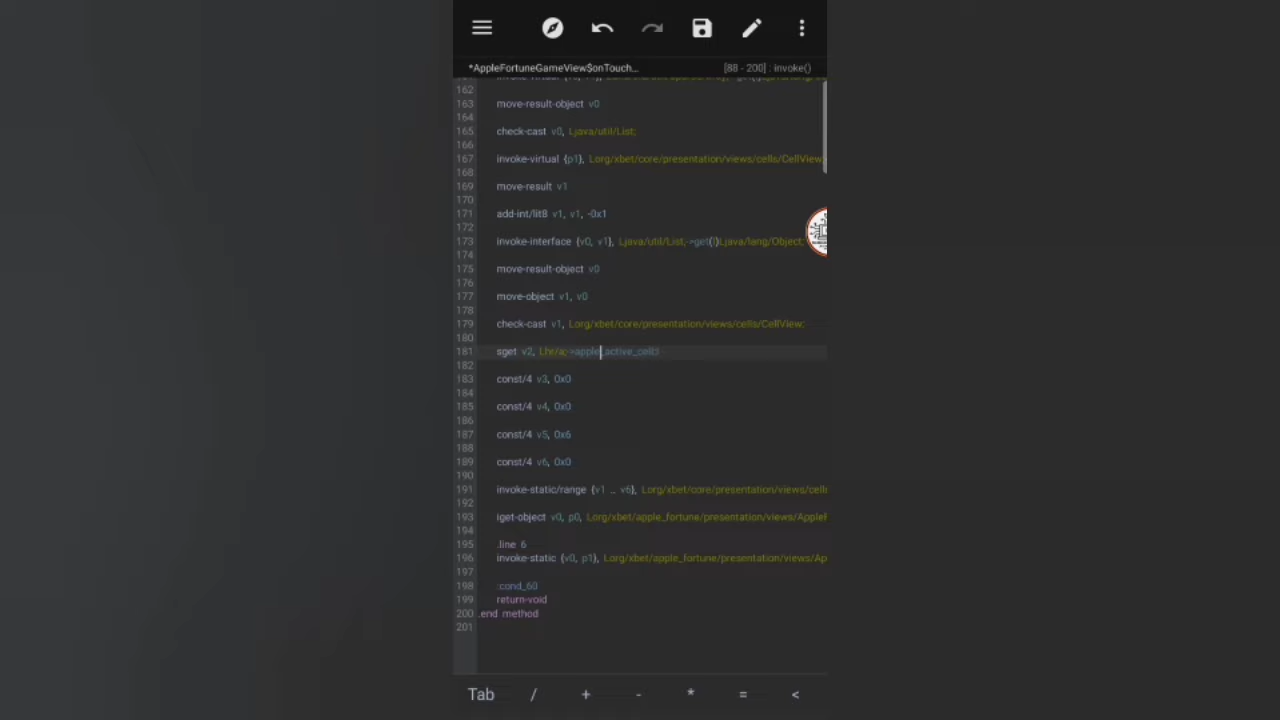 *AppleFortuneGameView$onTouch... [88 - 200] : invoke()
162
163 move-result-object v0
164
165 check-cast v0, Ljava/util/List;
166
167 invoke-virtual {p1}, Lorg/xbet/core/presentation/views/cells/CellView;
168
169 move-result v1
170
171 add-int/lit8 v1, v1, -0x1
172
173 invoke-interface {v0, v1}, Ljava/util/List;->get(I)Ljava/lang/Object;
174
175 move-result-object v0
176
177 move-object v1, v0
178
179 check-cast v1, Lorg/xbet/core/presentation/views/cells/CellView;
180
181 sget v2, Lhr/a;->apple_active_cell:I
182
183 const/4 v3, 0x0
184
185 const/4 v4, 0x0
186
187 const/4 v5, 0x6
188
189 const/4 v6, 0x0
190
191 invoke-static/range {v1 .. v6}, Lorg/xbet/core/presentation/views/cells
192
193 iget-object v0, p0, Lorg/xbet/apple_fortune/presentation/views/AppleF
194
195 .line 6
196 invoke-static {v0, p1}, Lorg/xbet/apple_fortune/presentation/views/Ap
197
198 :cond_60
199 return-void
200 .end method
201
Tab / + - * = <